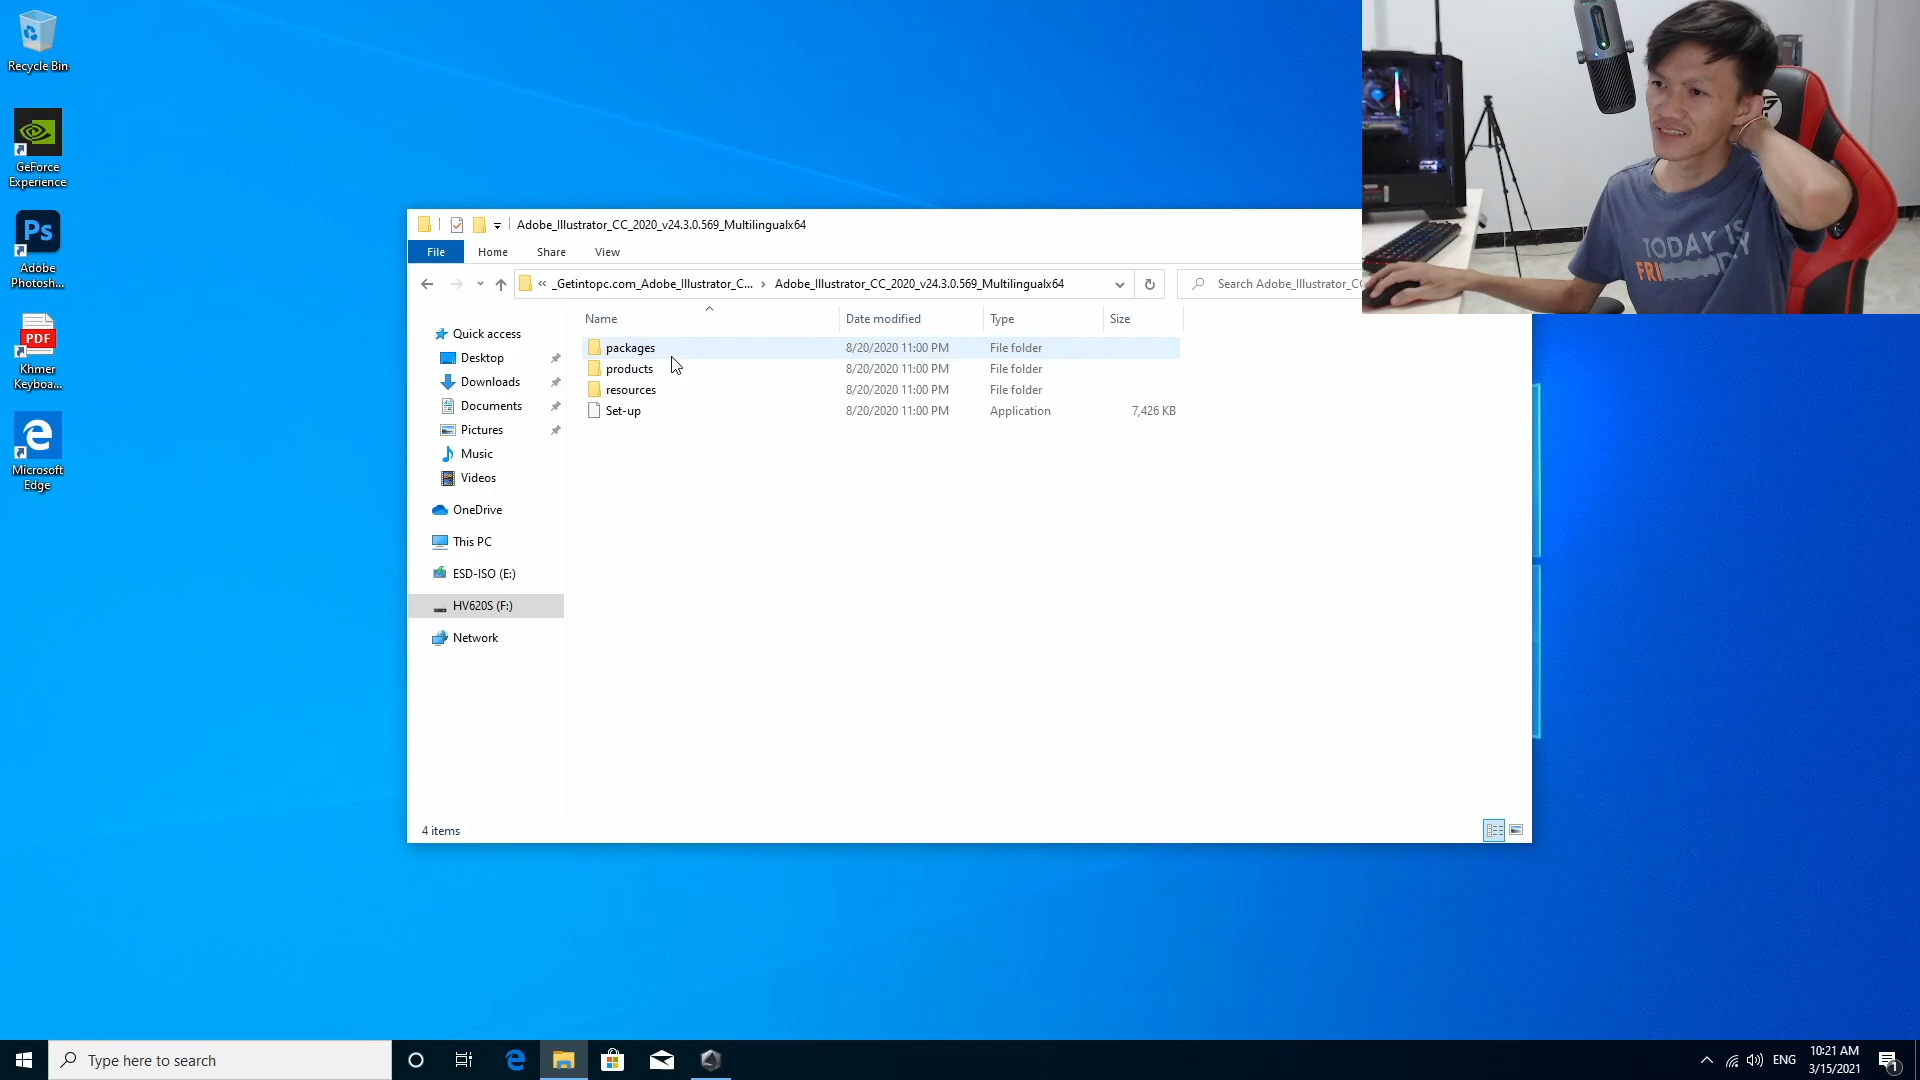 Recycle Bin
GeForce
Experience
Ps
Adobe
Photosh...
PDF
Khmer
Keyboa...
Microsoft
Edge
Adobe_Illustrator_CC_2020_v24.3.0.569_Multilingualx64
File Home Share View
« _Getintopc.com_Adobe_Illustrator_C... › Adobe_Illustrator_CC_2020_v24.3.0.569_Multilingualx64
Search Adobe_Illustrator_CC
Name Date modified Type Size
packages 8/20/2020 11:00 PM File folder
products 8/20/2020 11:00 PM File folder
resources 8/20/2020 11:00 PM File folder
Set-up 8/20/2020 11:00 PM Application 7,426 KB
Quick access
Desktop
Downloads
Documents
Pictures
Music
Videos
OneDrive
This PC
ESD-ISO (E:)
HV620S (F:)
Network
4 items
TODAY IS
Type here to search
ENG
10:21 AM
3/15/2021
1